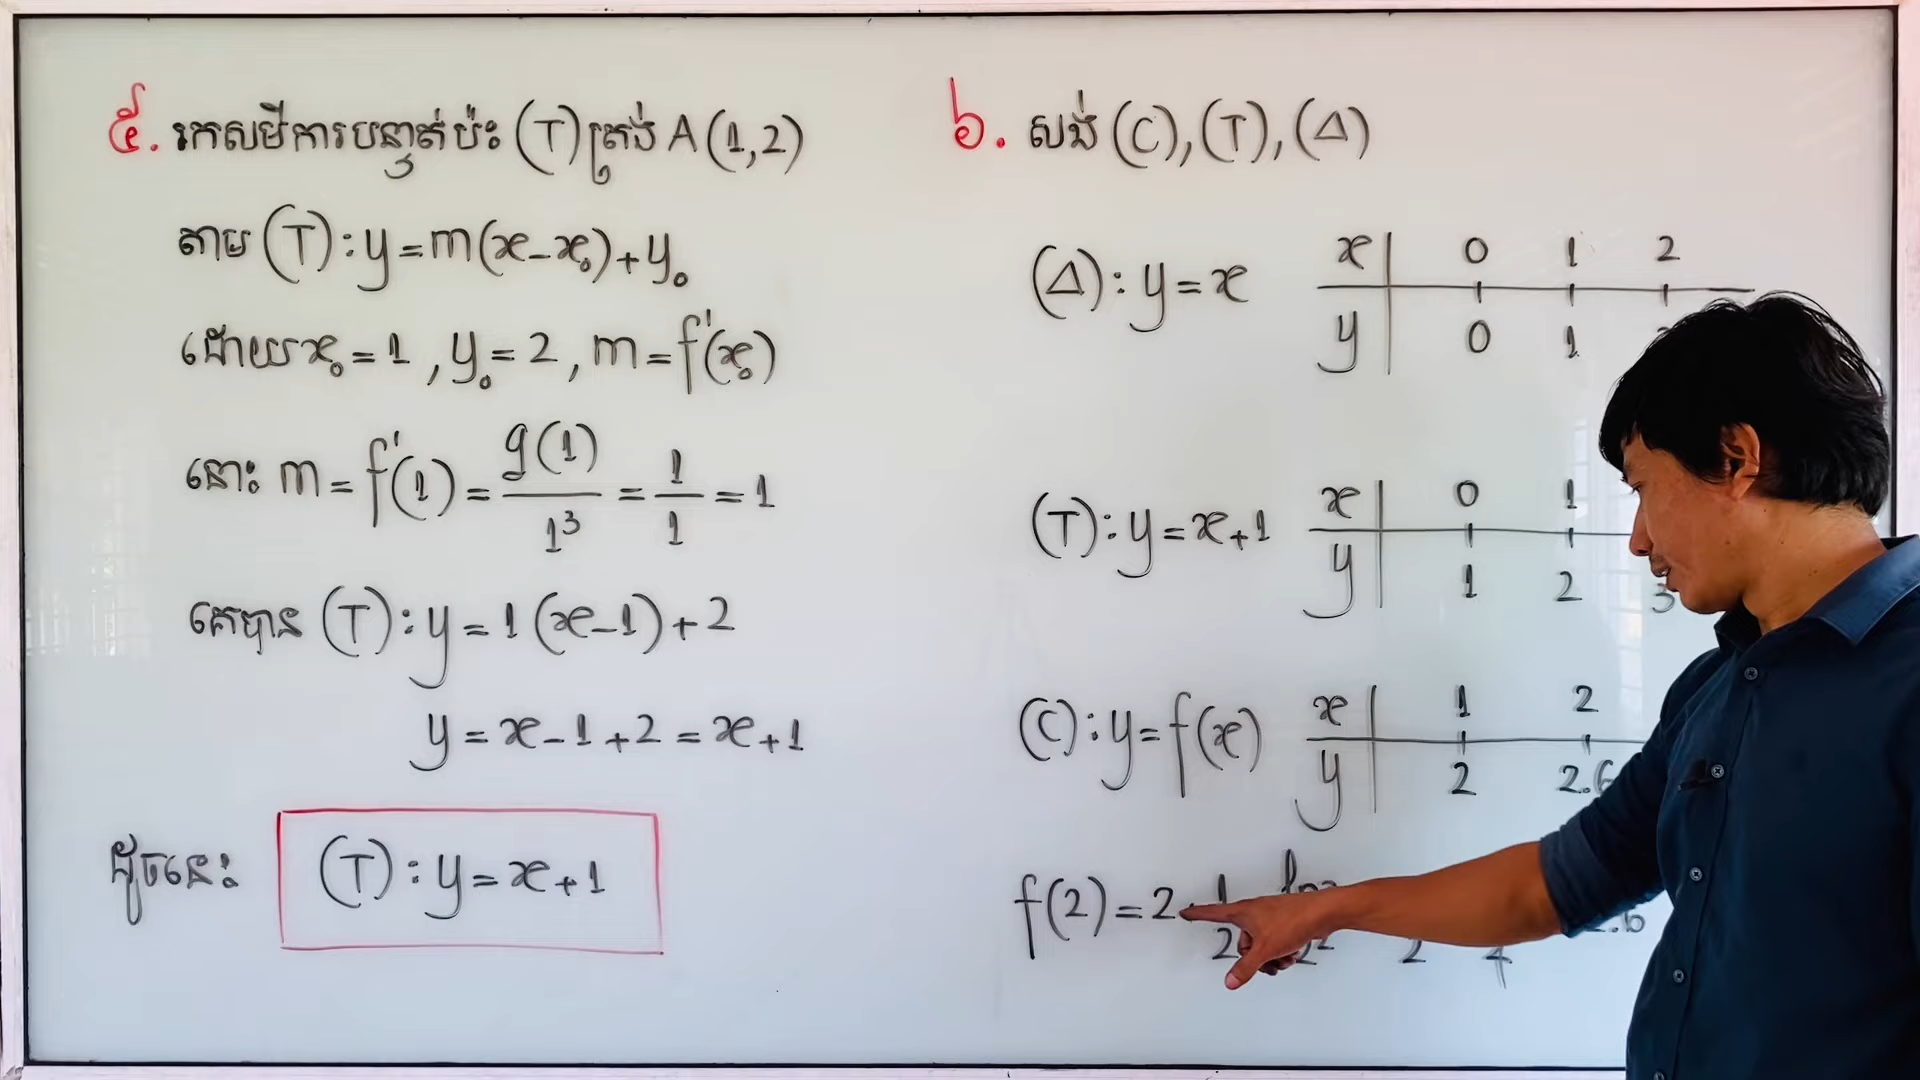 ៥. រកសមីការបន្ទាត់ប៉ះ (T) ត្រង់ A(1,2)
តាម (T) : y = m(x - x₀) + y₀
ដោយ x₀ = 1 , y₀ = 2 , m = f'(x₀)
នោះ m = f'(1) = g(1)/1³ = 1/1 = 1
គេបាន (T) : y = 1(x - 1) + 2
y = x - 1 + 2 = x + 1
ដូចនេះ (T) : y = x + 1
៦. សង់ (C), (T), (Δ)
(Δ) : y = x
x | 0 1 2
y | 0 1
(T) : y = x + 1
x | 0 1
y | 1 2 3
(C) : y = f(x)
x | 1 2
y | 2 2.6
f(2) = 2